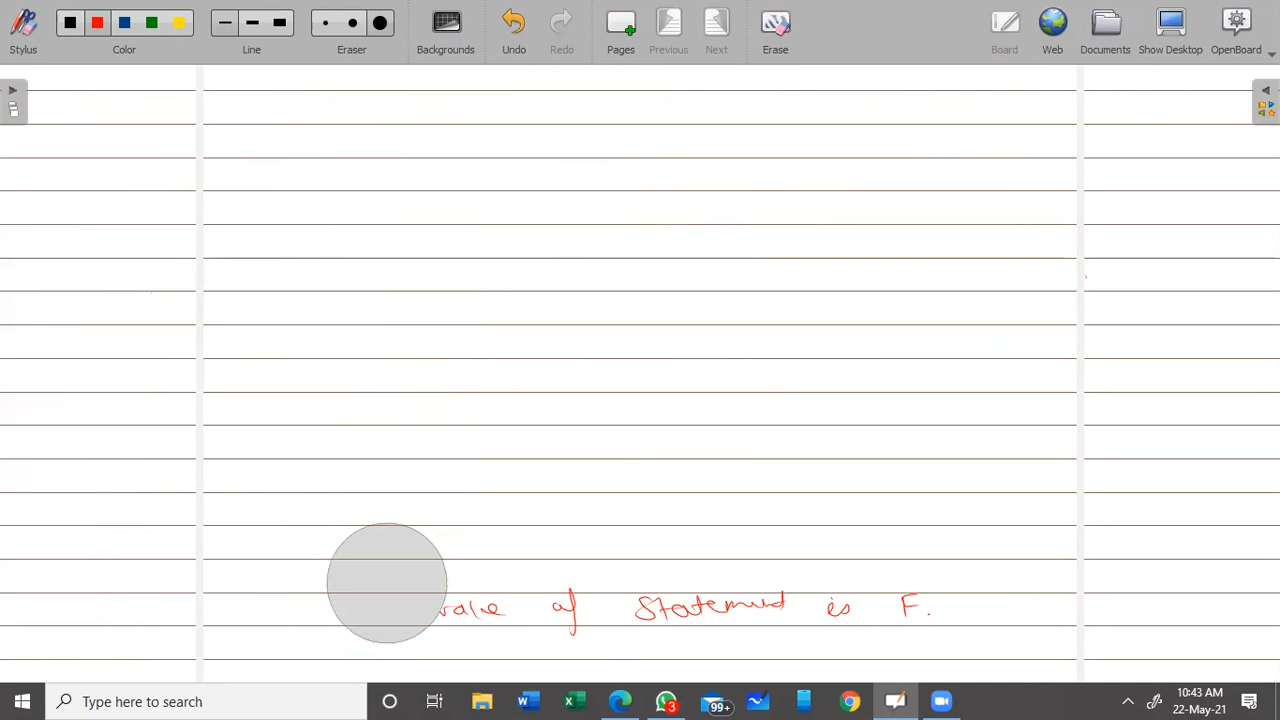 Stylus
Color
Line
Eraser
Backgrounds
Undo
Redo
Pages
Previous
Next
Erase
Board
Web
Documents
Show Desktop
OpenBoard
value of Statement is F.
Type here to search
3
99+
10:43 AM
22-May-21